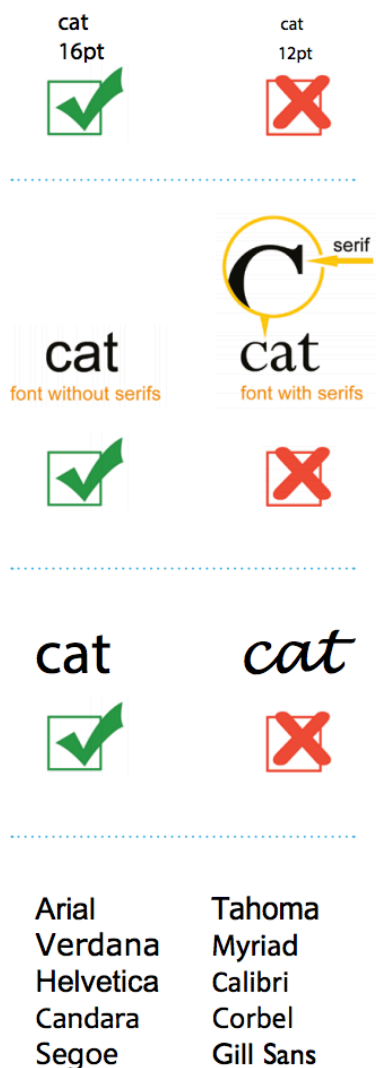 cat
16pt
cat
12pt
C
serif
cat
font without serifs
cat
font with serifs
cat
cat
Arial
Verdana
Helvetica
Candara
Segoe
Tahoma
Myriad
Calibri
Corbel
Gill Sans